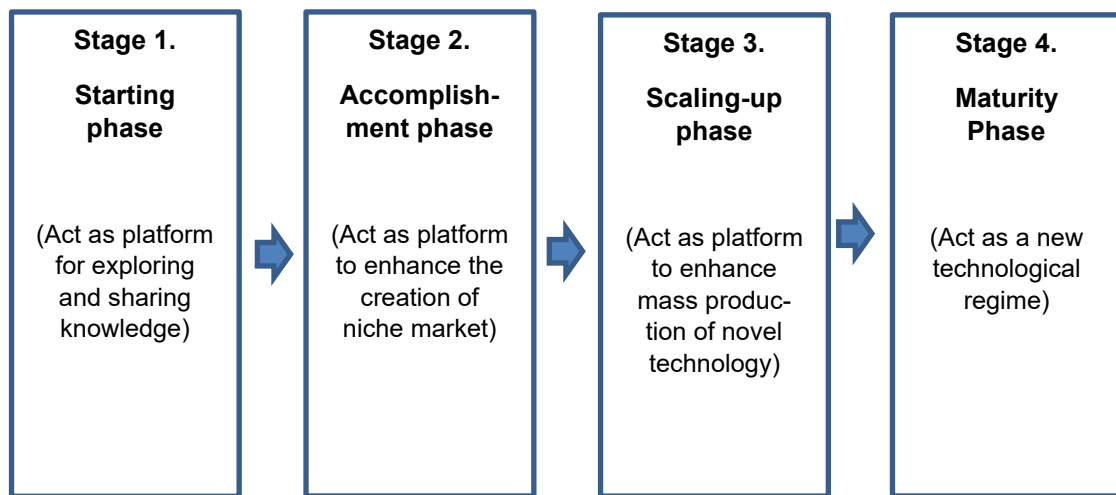 Stage 1.
Starting
phase
(Act as platform
for exploring
and sharing
knowledge)
Stage 2.
Accomplish-
ment phase
(Act as platform
to enhance the
creation of
niche market)
Stage 3.
Scaling-up
phase
(Act as platform
to enhance
mass produc-
tion of novel
technology)
Stage 4.
Maturity
Phase
(Act as a new
technological
regime)